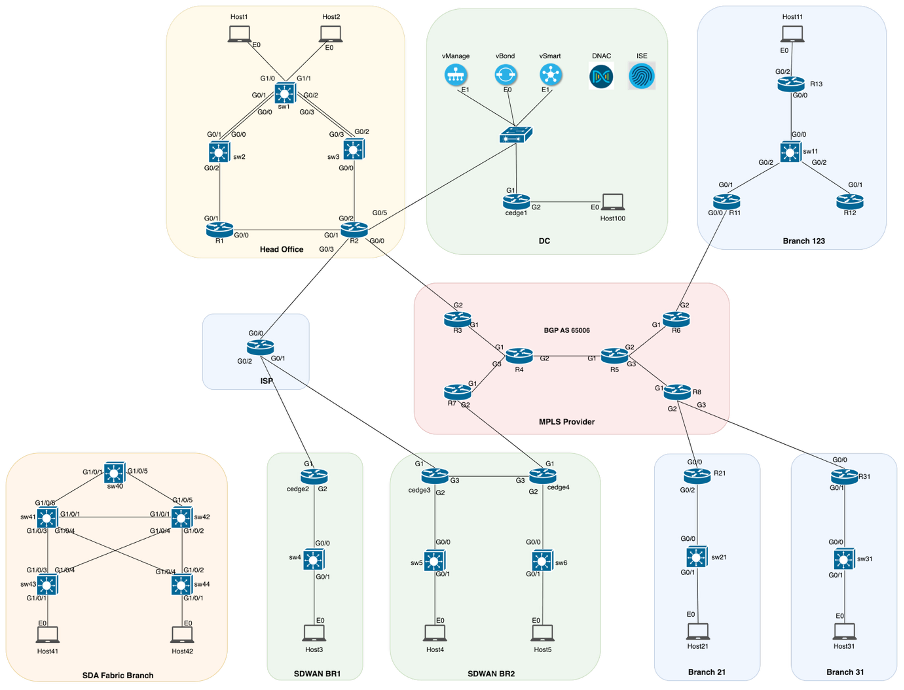 Host1
Host2
E0
E0
G1/0
G1/1
G0/1
G0/2
sw1
G0/0
G0/3
G0/1
G0/0
G0/3
G0/2
sw2
sw3
G0/2
G0/0
G0/1
G0/2
G0/5
R1
G0/0
G0/1
R2
G0/0
Head Office
G0/3
vManage
vBond
vSmart
DNAC
ISE
E1
E0
E1
G1
cedge1
G2
E0
Host100
DC
Host11
E0
G0/2
R13
G0/0
G0/0
sw11
G0/2
G0/2
G0/1
G0/1
G0/0
R11
R12
Branch 123
G0/0
G0/2
G0/1
ISP
G2
G2
R3
G1
BGP AS 65006
G1
R6
G1
G2
G1
G2
G3
R4
R5
G3
G1
G1
R8
R7
G2
G2
G3
MPLS Provider
G1/0/1
G1/0/5
sw40
G1/0/5
sw41
G1/0/1
G1/0/1
sw42
G1/0/3
G1/0/4
G1/0/4
G1/0/2
G1/0/3
G1/0/4
G1/0/4
G1/0/2
sw43
sw44
G1/0/1
G1/0/1
E0
E0
Host41
Host42
SDA Fabric Branch
G1
cedge2
G2
G0/0
sw4
G0/1
E0
Host3
SDWAN BR1
G1
G1
cedge3
G3
G3
cedge4
G2
G2
G0/0
G0/0
sw5
sw6
G0/1
G0/1
E0
E0
Host4
Host5
SDWAN BR2
G0/0
R21
G0/2
G0/0
sw21
G0/1
E0
Host21
Branch 21
G0/0
R31
G0/1
G0/0
sw31
G0/1
E0
Host31
Branch 31